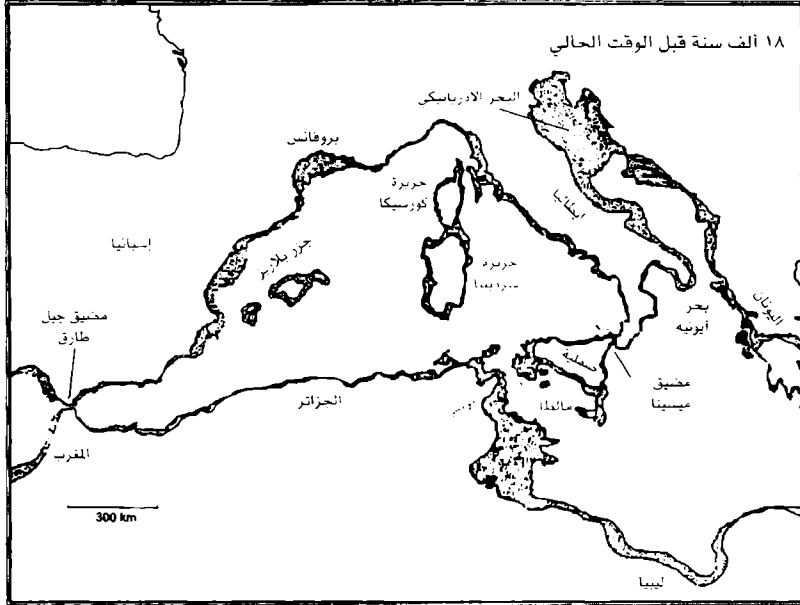 ١٨ ألف سنة قبل الوقت الحالي
البحر الادرياتيكي
بروفانس
جزيرة
كورسيكا
إيطاليا
إسبانيا
جزر بلاريز
جزيرة
سردينيا
مضيق جبل
طارق
بحر
أيونيه
اليونان
صقلية
مضيق
ميسينا
مالطا
الجزائر
المغرب
300 km
ليبيا